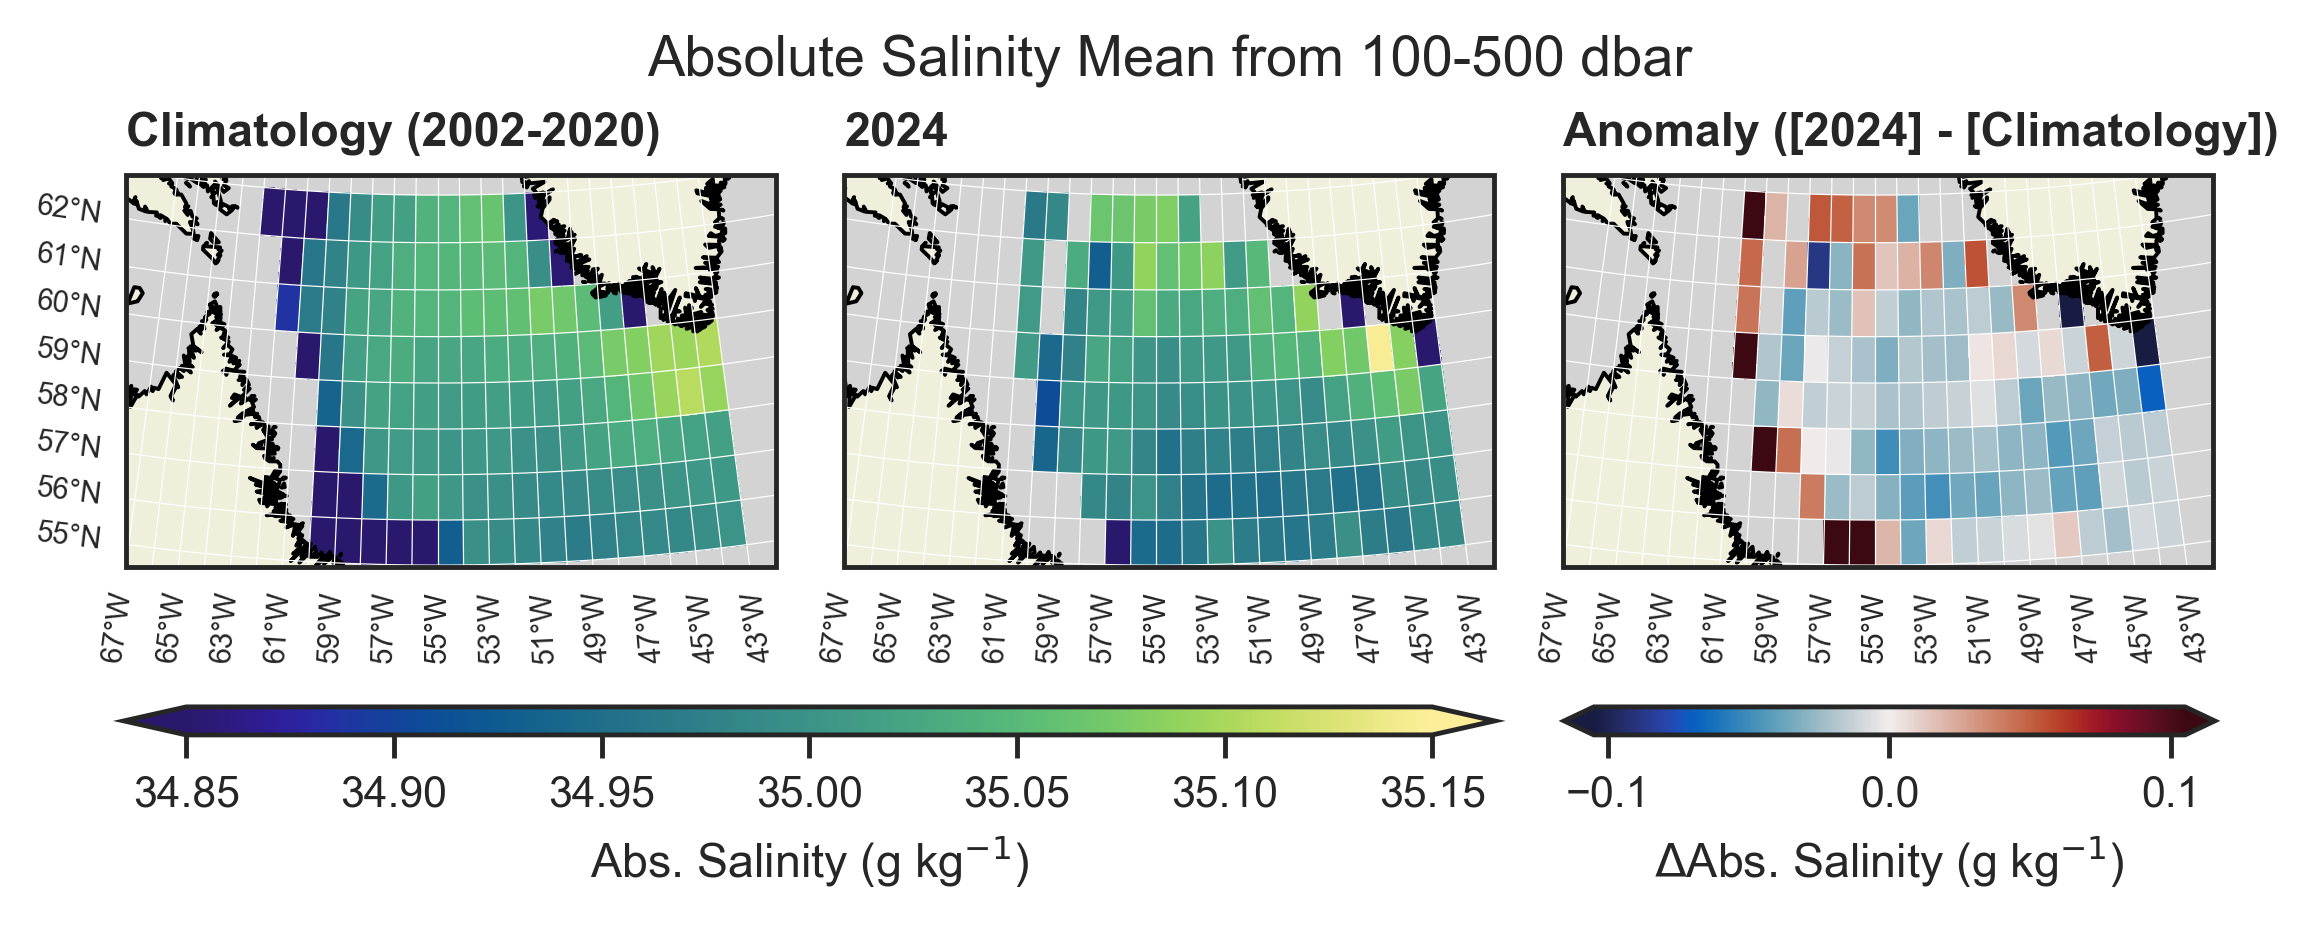 Absolute Salinity Mean from 100-500 dbar
Climatology (2002-2020)
2024
Anomaly ([2024] - [Climatology])
62°N
61°N
60°N
59°N
58°N
57°N
56°N
55°N
67°W 65°W 63°W 61°W 59°W 57°W 55°W 53°W 51°W 49°W 47°W 45°W 43°W
67°W 65°W 63°W 61°W 59°W 57°W 55°W 53°W 51°W 49°W 47°W 45°W 43°W
67°W 65°W 63°W 61°W 59°W 57°W 55°W 53°W 51°W 49°W 47°W 45°W 43°W
34.85 34.90 34.95 35.00 35.05 35.10 35.15
Abs. Salinity (g kg⁻¹)
−0.1 0.0 0.1
ΔAbs. Salinity (g kg⁻¹)